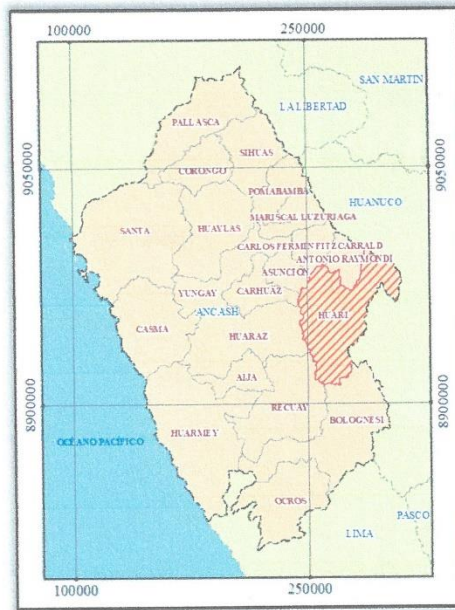 100000 250000
SAN MARTIN
LA LIBERTAD
PALLASCA
SIHUAS
9050000 9050000
CORONGO
POMABAMBA
HUANUCO
MARISCAL LUZURIAGA
SANTA HUAYLAS
CARLOS FERMIN FITZCARRALD
ANTONIO RAYMONDI
ASUNCION
YUNGAY CARHUAZ
ANCASH HUARI
CASMA
HUARAZ
AIJA
8900000 8900000
RECUAY
BOLOGNESI
HUARMEY
OCÉANO PACÍFICO
OCROS
PASCO
LIMA
100000 250000